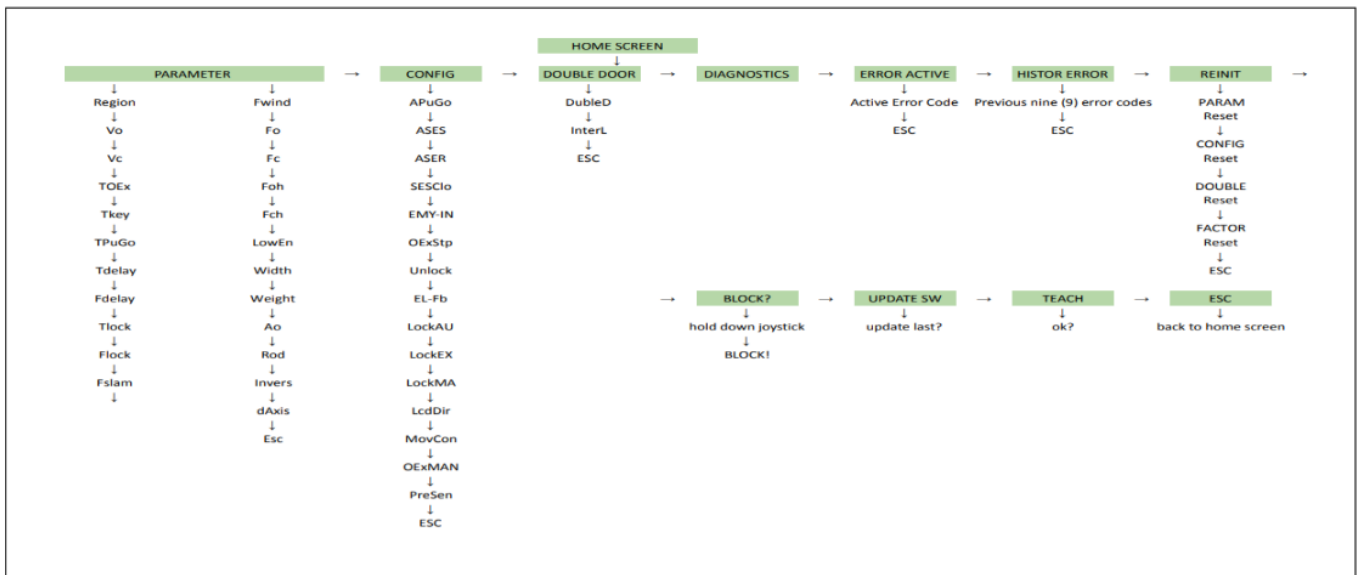 HOME SCREEN
↓
PARAMETER → CONFIG → DOUBLE DOOR → DIAGNOSTICS → ERROR ACTIVE → HISTOR ERROR → REINIT →
↓
Region
↓
Vo
↓
Vc
↓
TOEx
↓
Tkey
↓
TPuGo
↓
Tdelay
↓
Fdelay
↓
Tlock
↓
Flock
↓
Fslam
↓
↓
Fwind
↓
Fo
↓
Fc
↓
Foh
↓
Fch
↓
LowEn
↓
Width
↓
Weight
↓
Ao
↓
Rod
↓
Invers
↓
dAxis
↓
Esc
↓
APuGo
↓
ASES
↓
ASER
↓
SESClo
↓
EMY-IN
↓
OExStp
↓
Unlock
↓
EL-Fb
↓
LockAU
↓
LockEX
↓
LockMA
↓
LcdDir
↓
MovCon
↓
OExMAN
↓
PreSen
↓
ESC
↓
DubleD
↓
InterL
↓
ESC
↓
Active Error Code
↓
ESC
↓
Previous nine (9) error codes
↓
ESC
↓
PARAM
Reset
↓
CONFIG
Reset
↓
DOUBLE
Reset
↓
FACTOR
Reset
↓
ESC
→ BLOCK? → UPDATE SW → TEACH → ESC
↓
hold down joystick
↓
BLOCK!
↓
update last?
↓
ok?
↓
back to home screen